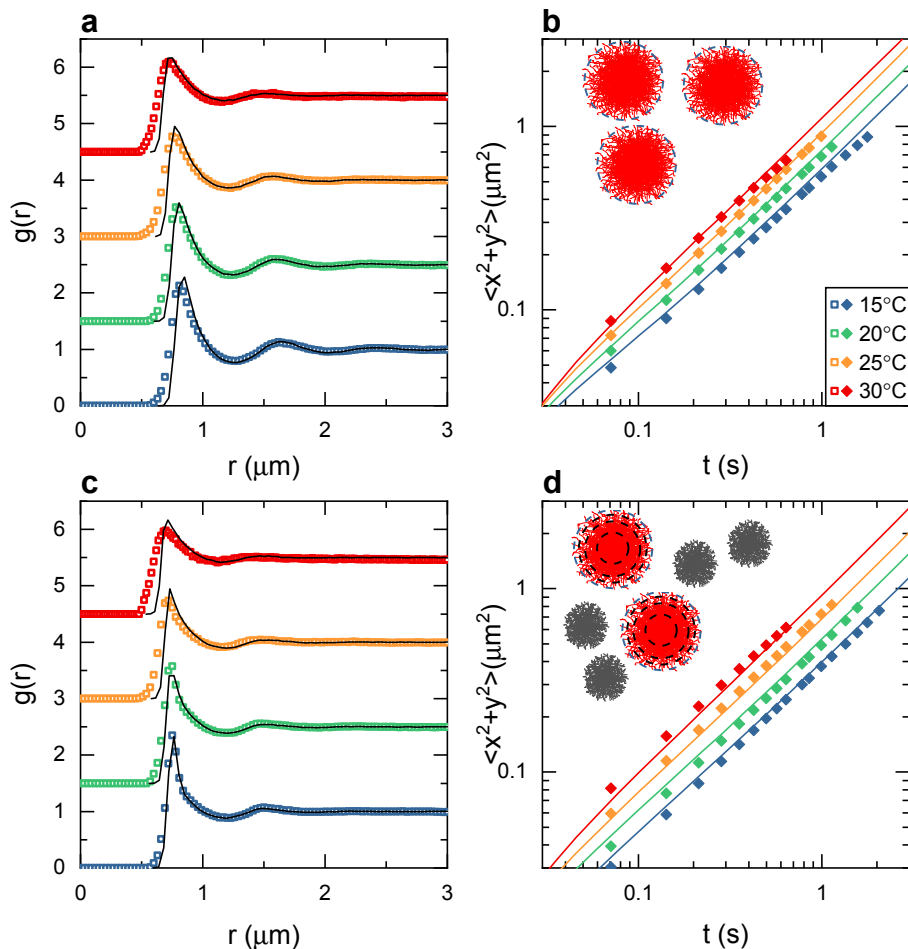 a
6
5
4
3
2
1
0
g(r)
0 1 2 3
r (μm)
b
1
0.1
<x²+y²>(μm²)
0.1 1
t (s)
15°C
20°C
25°C
30°C
c
6
5
4
3
2
1
0
g(r)
0 1 2 3
r (μm)
d
1
0.1
<x²+y²>(μm²)
0.1 1
t (s)